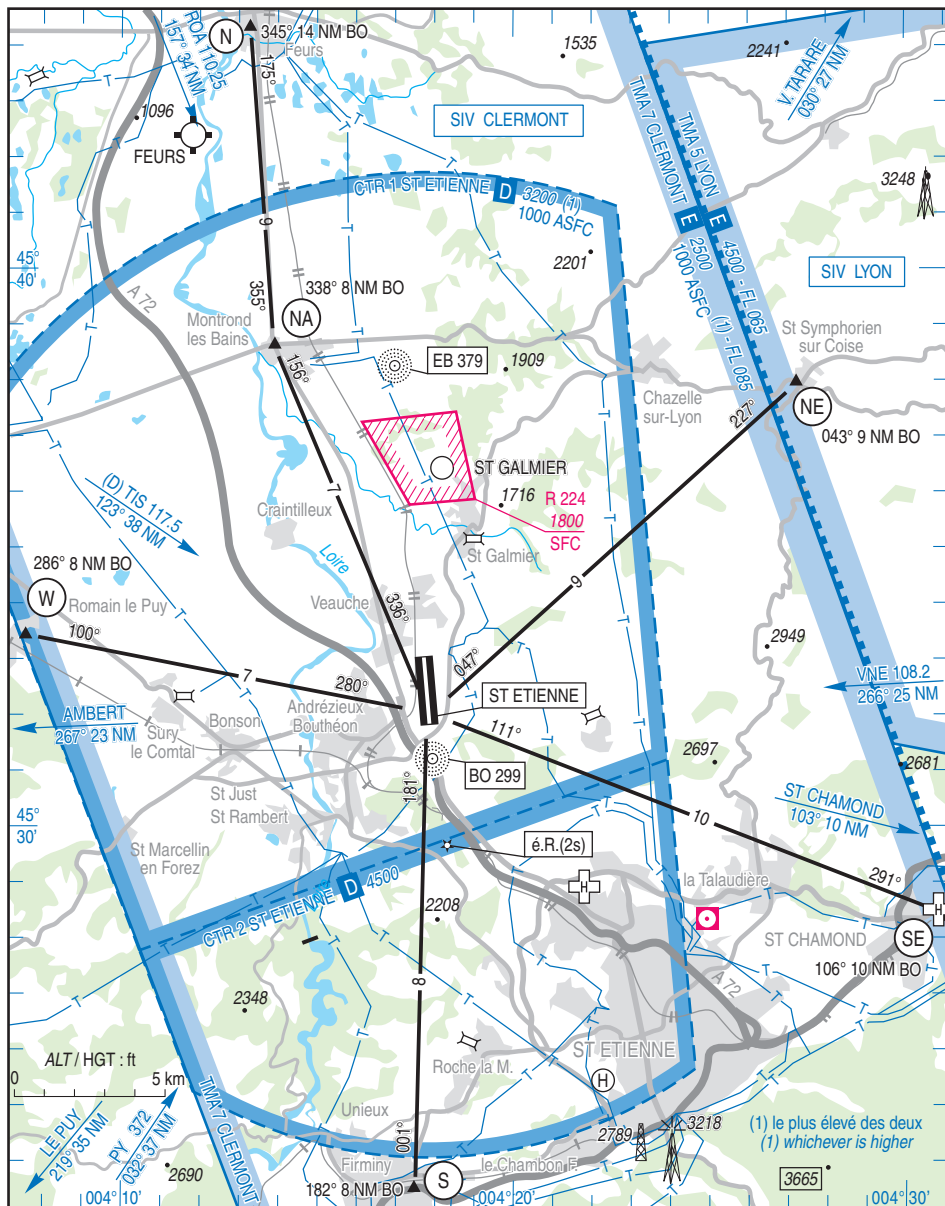 N
345° 14 NM BO
Feurs
175°
ROA 110.25
157° 34 NM
1096
FEURS
1535
2241
V. TARARE
030° 27 NM
SIV CLERMONT
TMA 7 CLERMONT
TMA 5 LYON
3248
CTR 1 ST ETIENNE D 3200 (1)
1000 ASFC
E
E
2500
1000 ASFC
(1) - FL 085
4500 - FL 065
45°
40'
2201
SIV LYON
9
355°
A 72
338° 8 NM BO
NA
Montrond
les Bains
156°
EB 379
1909
St Symphorien
sur Coise
Chazelle
sur-Lyon
227°
NE
043° 9 NM BO
ST GALMIER
1716
R 224
1800
SFC
(D) TIS 117.5
123° 38 NM
Craintilleux
7
St Galmier
Loire
9
286° 8 NM BO
W
Romain le Puy
100°
Veauche
336°
2949
7
280°
047°
ST ETIENNE
VNE 108.2
266° 25 NM
AMBERT
267° 23 NM
Sury
le Comtal
Bonson
Andrézieux
Bouthéon
111°
2697
2681
BO 299
181°
St Just
St Rambert
10
ST CHAMOND
103° 10 NM
45°
30'
St Marcellin
en Forez
é.R.(2s)
H
la Talaudière
291°
H
CTR 2 ST ETIENNE D 4500
2208
ST CHAMOND
SE
106° 10 NM BO
A 72
8
2348
ALT / HGT : ft
0
5 km
Roche la M.
ST ETIENNE
H
TMA 7 CLERMONT
LE PUY
219° 35 NM
PY 372
032° 37 NM
Unieux
001°
2789
3218
(1) le plus élevé des deux
(1) whichever is higher
2690
Firminy
le Chambon F.
3665
182° 8 NM BO
S
004° 10'
004° 20'
004° 30'